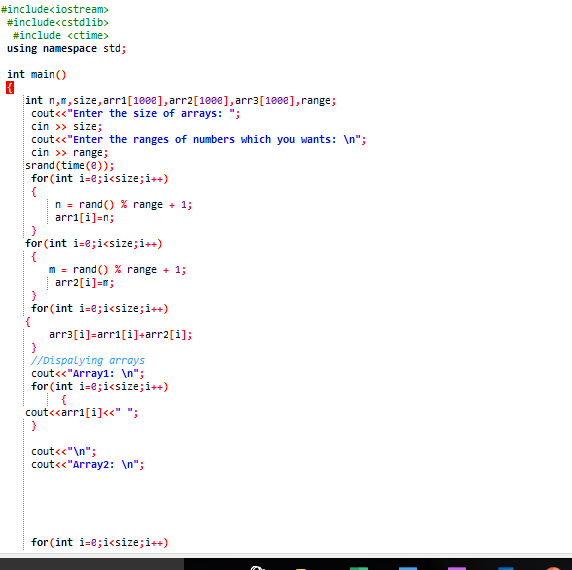 #include<iostream>
#include<cstdlib>
#include <ctime>
using namespace std;
int main()
{
int n,m,size,arr1[1000],arr2[1000],arr3[1000],range;
cout<<"Enter the size of arrays: ";
cin >> size;
cout<<"Enter the ranges of numbers which you wants: \n";
cin >> range;
srand(time(0));
for(int i=0;i<size;i++)
{
n = rand() % range + 1;
arr1[i]=n;
}
for(int i=0;i<size;i++)
{
m = rand() % range + 1;
arr2[i]=m;
}
for(int i=0;i<size;i++)
{
arr3[i]=arr1[i]+arr2[i];
}
//Dispalying arrays
cout<<"Array1: \n";
for(int i=0;i<size;i++)
{
cout<<arr1[i]<<" ";
}
cout<<"\n";
cout<<"Array2: \n";
for(int i=0;i<size;i++)